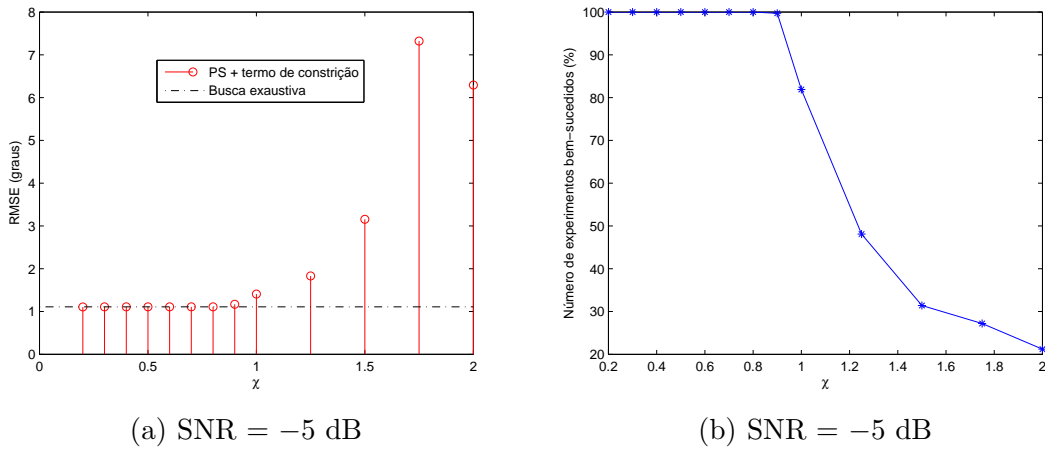 8
7
6
5
4
3
2
1
0
RMSE (graus)
PS + termo de constrição
Busca exaustiva
0 0.5 1 1.5 2
χ
(a) SNR = −5 dB
100
90
80
70
60
50
40
30
20
Número de experimentos bem−sucedidos (%)
0.2 0.4 0.6 0.8 1 1.2 1.4 1.6 1.8 2
χ
(b) SNR = −5 dB